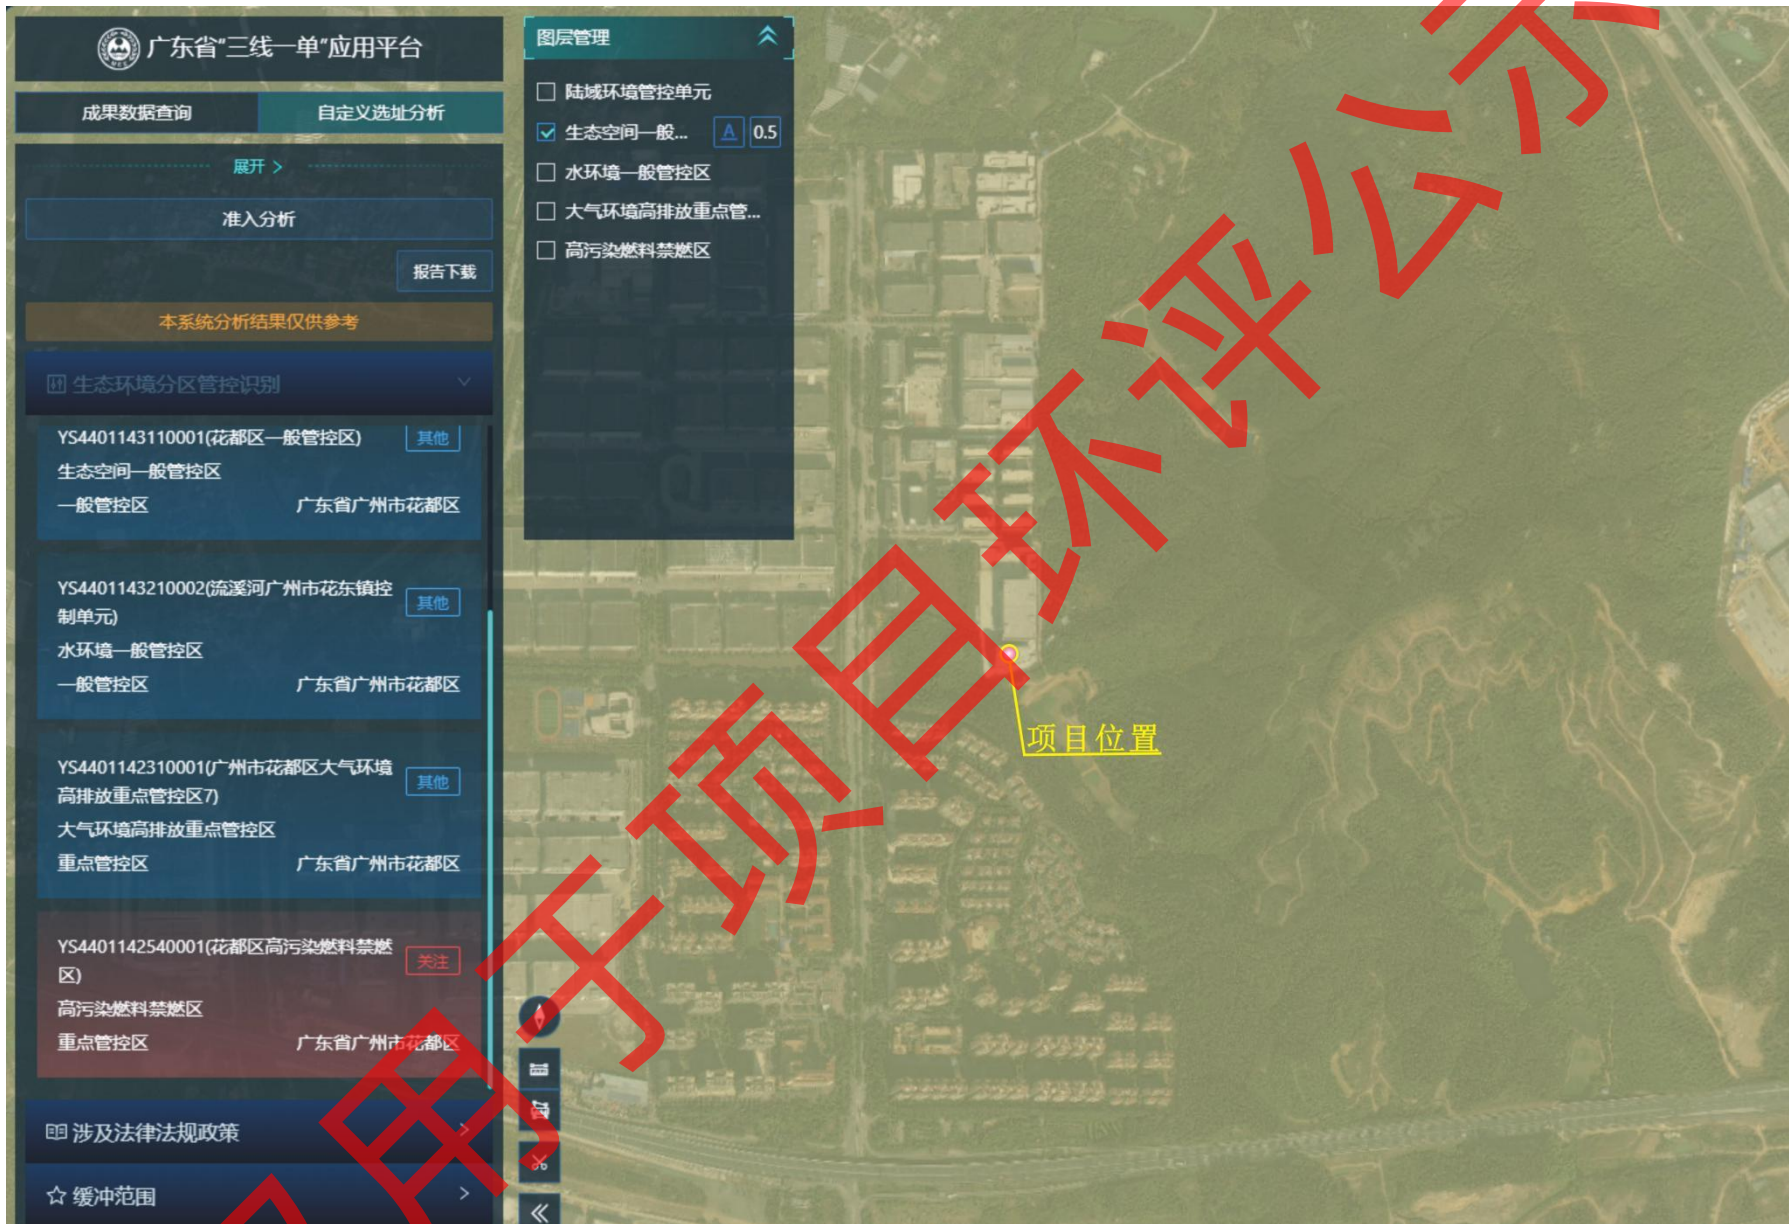 广东省"三线一单"应用平台
成果数据查询
自定义选址分析
展开 >
准入分析
报告下载
本系统分析结果仅供参考
生态环境分区管控识别
YS4401143110001(花都区一般管控区)
其他
生态空间一般管控区
一般管控区
广东省广州市花都区
YS4401143210002(流溪河广州市花东镇控
制单元)
其他
水环境一般管控区
一般管控区
广东省广州市花都区
YS4401142310001(广州市花都区大气环境
高排放重点管控区7)
其他
大气环境高排放重点管控区
重点管控区
广东省广州市花都区
YS4401142540001(花都区高污染燃料禁燃
区)
关注
高污染燃料禁燃区
重点管控区
广东省广州市花都区
涉及法律法规政策
缓冲范围
图层管理
陆域环境管控单元
生态空间一般...
A
0.5
水环境一般管控区
大气环境高排放重点管...
高污染燃料禁燃区
项目位置
用于项目环评公示